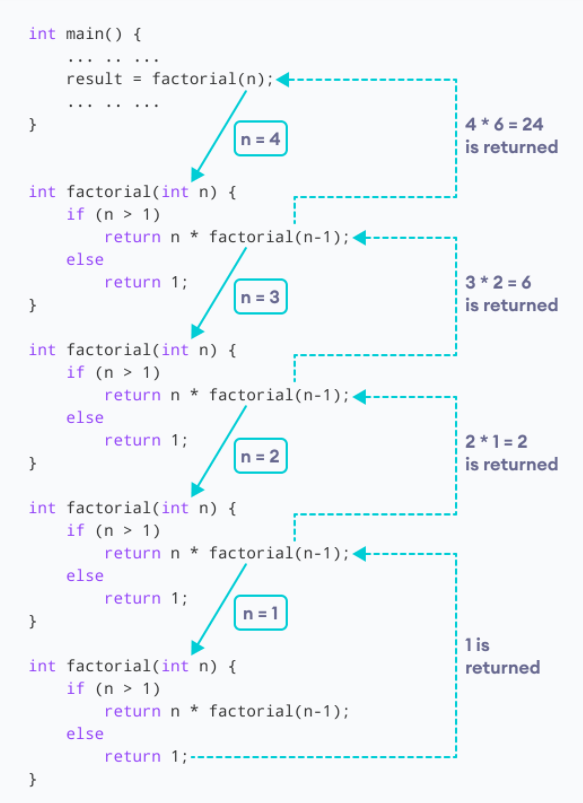 int main() {
... .. ...
result = factorial(n);
... .. ...
}
4 * 6 = 24
is returned
n = 4
int factorial(int n) {
if (n > 1)
return n * factorial(n-1);
else
return 1;
}
3 * 2 = 6
is returned
n = 3
int factorial(int n) {
if (n > 1)
return n * factorial(n-1);
else
return 1;
}
2 * 1 = 2
is returned
n = 2
int factorial(int n) {
if (n > 1)
return n * factorial(n-1);
else
return 1;
}
n = 1
1 is
returned
int factorial(int n) {
if (n > 1)
return n * factorial(n-1);
else
return 1;
}